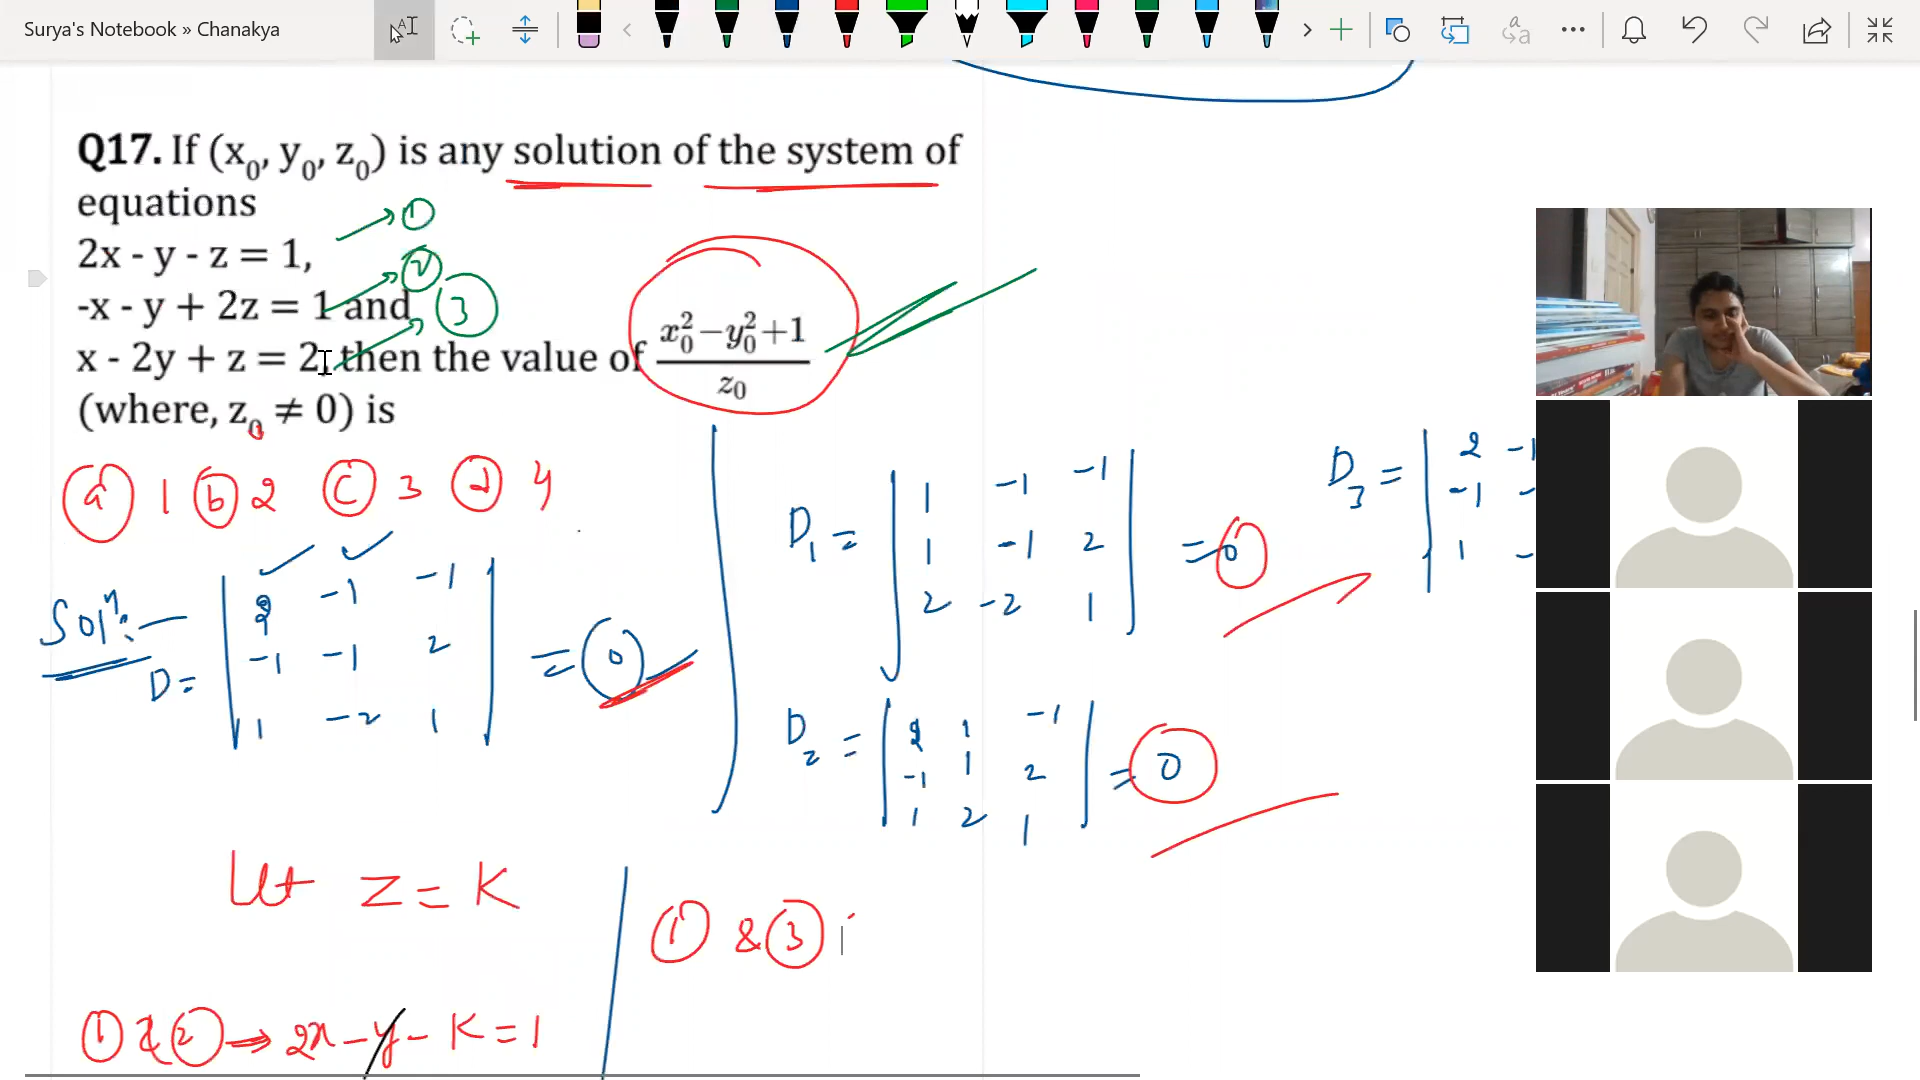 Surya's Notebook » Chanakya
Q17. If (x₀, y₀, z₀) is any solution of the system of
equations
2x - y - z = 1, → ①
-x - y + 2z = 1 and → ②
x - 2y + z = 2, then the value of (x₀²−y₀²+1)/z₀ → ③
(where, z₀ ≠ 0) is
ⓐ 1 ⓑ 2 ⓒ 3 ⓓ 4
Solⁿ:-
D = | 2 -1 -1 |
| -1 -1 2 |
| 1 -2 1 | = 0
D₁ = | 1 -1 -1 |
| 1 -1 2 |
| 2 -2 1 | = 0
D₂ = | 2 1 -1 |
| -1 1 2 |
| 1 2 1 | = 0
D₃ = | 2 -1
-1 -
1 -
Let z = K
① & ② ⇒ 2x - y - K = 1
① & ③